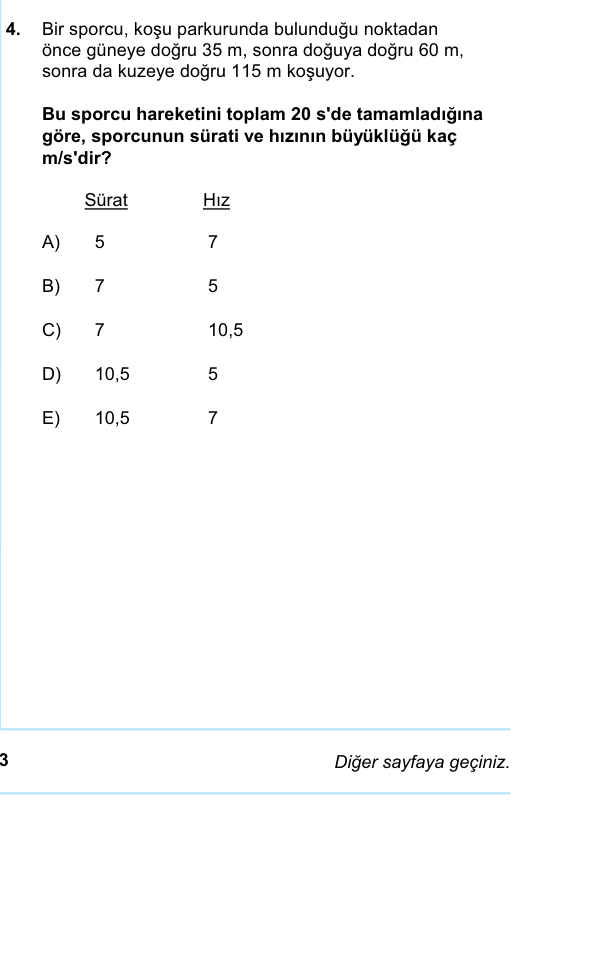 4. Bir sporcu, koşu parkurunda bulunduğu noktadan
önce güneye doğru 35 m, sonra doğuya doğru 60 m,
sonra da kuzeye doğru 115 m koşuyor.
Bu sporcu hareketini toplam 20 s'de tamamladığına
göre, sporcunun sürati ve hızının büyüklüğü kaç
m/s'dir?
Sürat Hız
A) 5 7
B) 7 5
C) 7 10,5
D) 10,5 5
E) 10,5 7
3 Diğer sayfaya geçiniz.